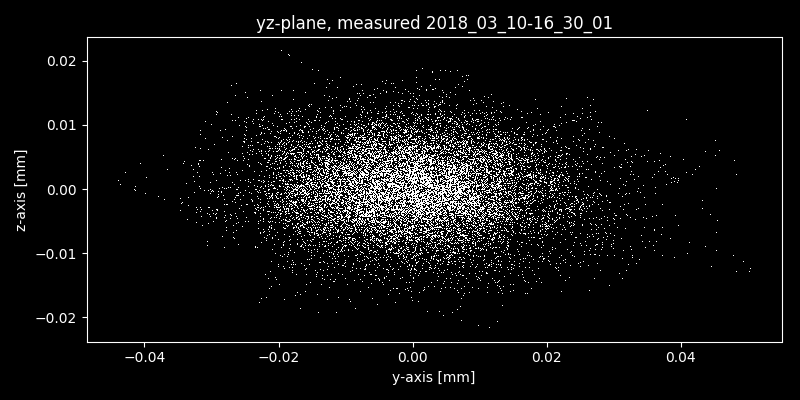 yz-plane, measured 2018_03_10-16_30_01
0.02
0.01
0.00
−0.01
−0.02
z-axis [mm]
−0.04 −0.02 0.00 0.02 0.04
y-axis [mm]